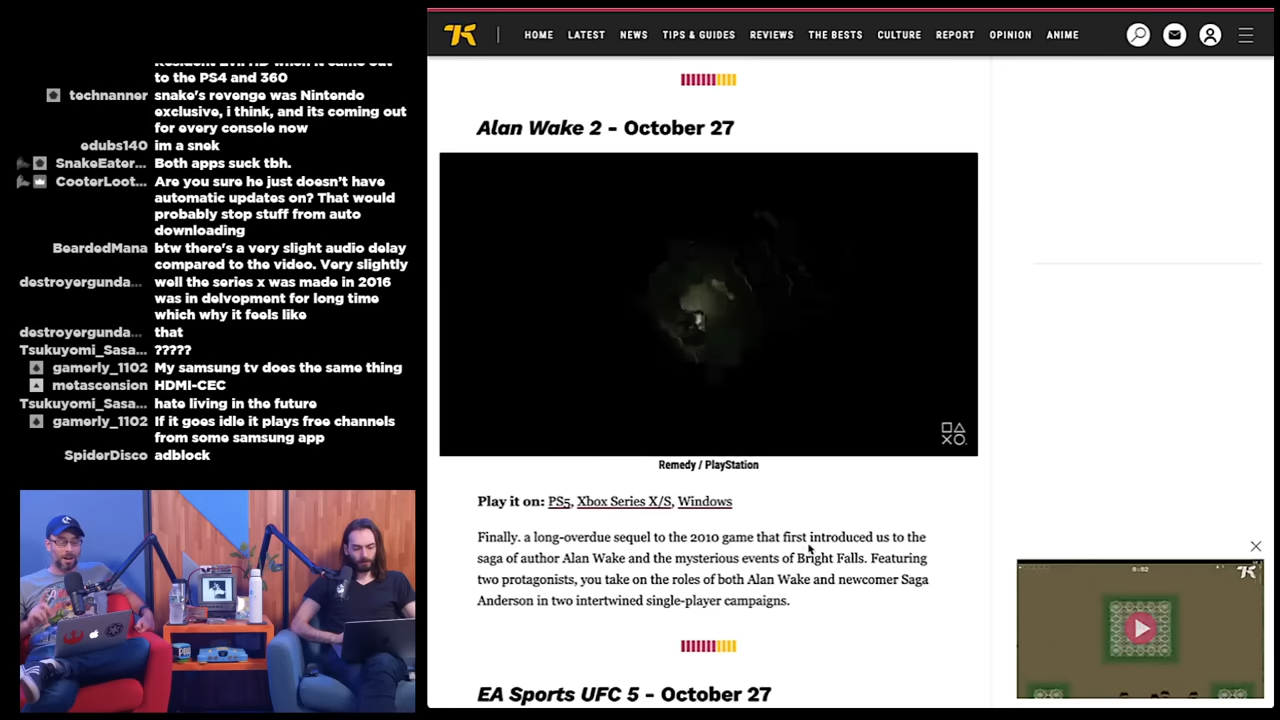 to the PS4 and 360
technanner snake's revenge was Nintendo
exclusive, i think, and its coming out
for every console now
edubs140 im a snek
SnakeEater... Both apps suck tbh.
CooterLoot... Are you sure he just doesn't have
automatic updates on? That would
probably stop stuff from auto
downloading
BeardedMana btw there's a very slight audio delay
compared to the video. Very slightly
destroyergunda... well the series x was made in 2016
was in delvopment for long time
which why it feels like
destroyergunda... that
Tsukuyomi_Sasa... ?????
gamerly_1102 My samsung tv does the same thing
metascension HDMI-CEC
Tsukuyomi_Sasa... hate living in the future
gamerly_1102 If it goes idle it plays free channels
from some samsung app
SpiderDisco adblock
HOME LATEST NEWS TIPS & GUIDES REVIEWS THE BESTS CULTURE REPORT OPINION ANIME
Alan Wake 2 - October 27
Remedy / PlayStation
Play it on: PS5, Xbox Series X/S, Windows
Finally. a long-overdue sequel to the 2010 game that first introduced us to the
saga of author Alan Wake and the mysterious events of Bright Falls. Featuring
two protagonists, you take on the roles of both Alan Wake and newcomer Saga
Anderson in two intertwined single-player campaigns.
EA Sports UFC 5 - October 27
0:02